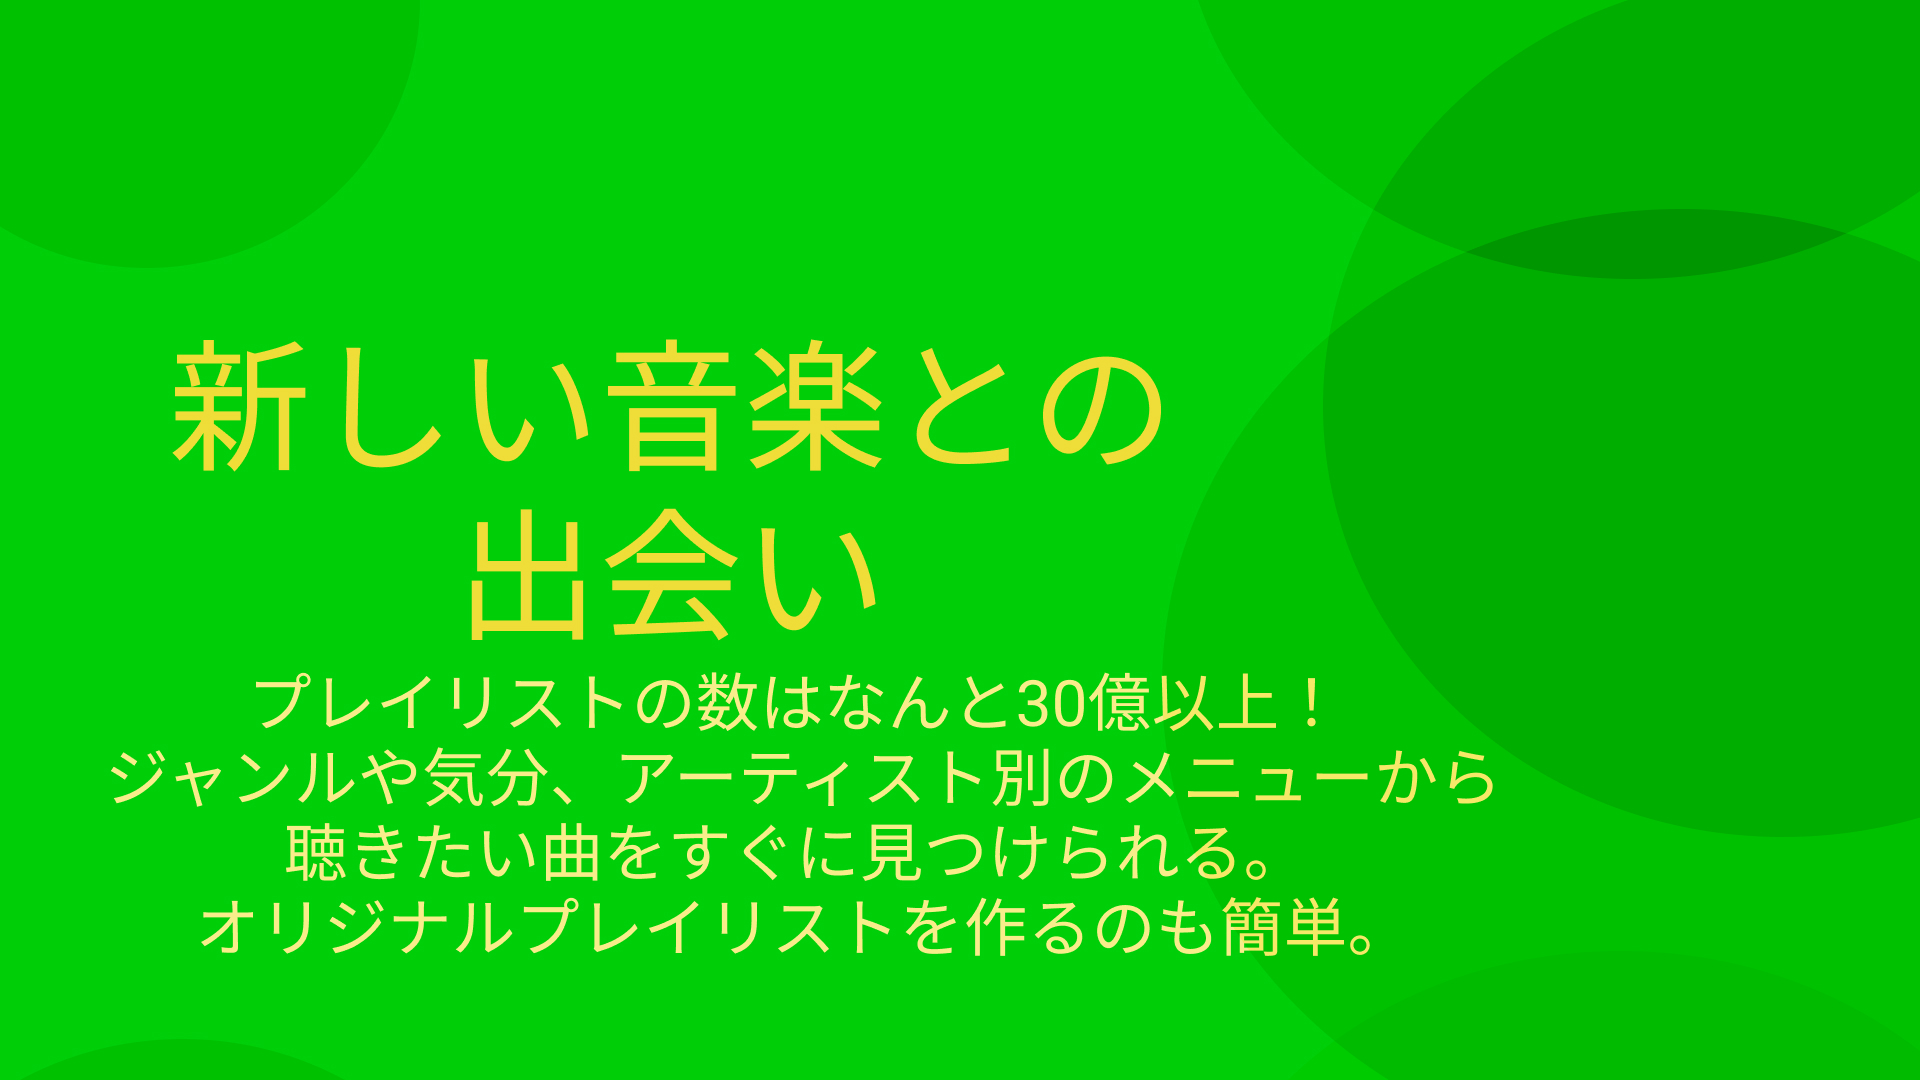 新しい音楽との
出会い
プレイリストの数はなんと30億以上！
ジャンルや気分、アーティスト別のメニューから
聴きたい曲をすぐに見つけられる。
オリジナルプレイリストを作るのも簡単。